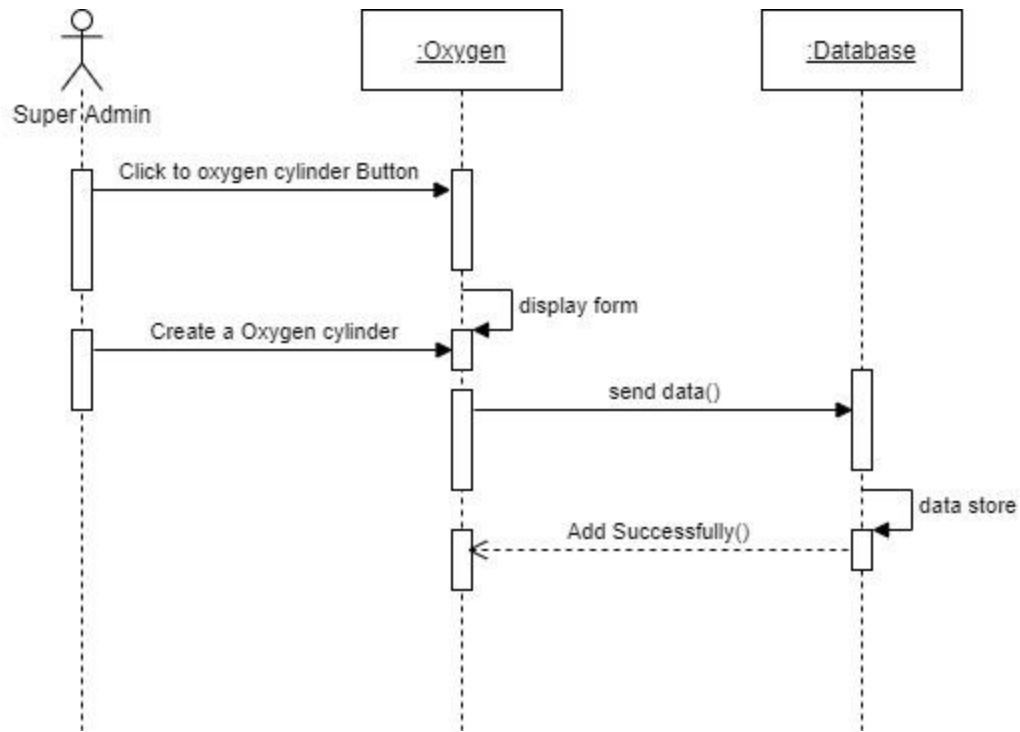 :Oxygen
:Database
Super Admin
Click to oxygen cylinder Button
display form
Create a Oxygen cylinder
send data()
data store
Add Successfully()